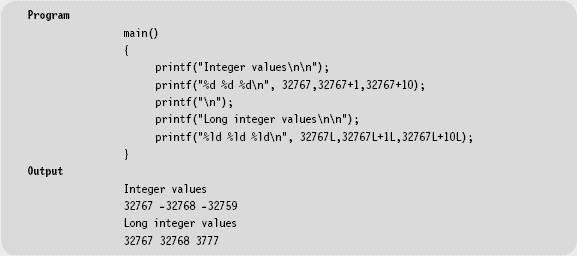 Program
main()
{
printf("Integer values\n\n");
printf("%d %d %d\n", 32767,32767+1,32767+10);
printf("\n");
printf("Long integer values\n\n");
printf("%ld %ld %ld\n", 32767L,32767L+1L,32767L+10L);
}
Output
Integer values
32767 -32768 -32759
Long integer values
32767 32768 3777